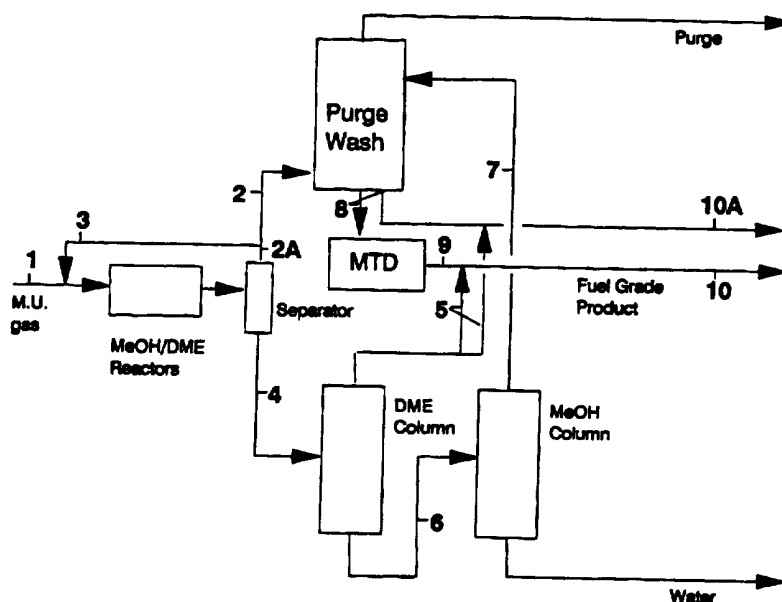 Purge
Purge
Wash
7
2
8
10A
3
2A
1
9
MTD
M.U.
gas
Separator
Fuel Grade
Product
10
5
MeOH/DME
Reactors
4
DME
Column
MeOH
Column
6
Water